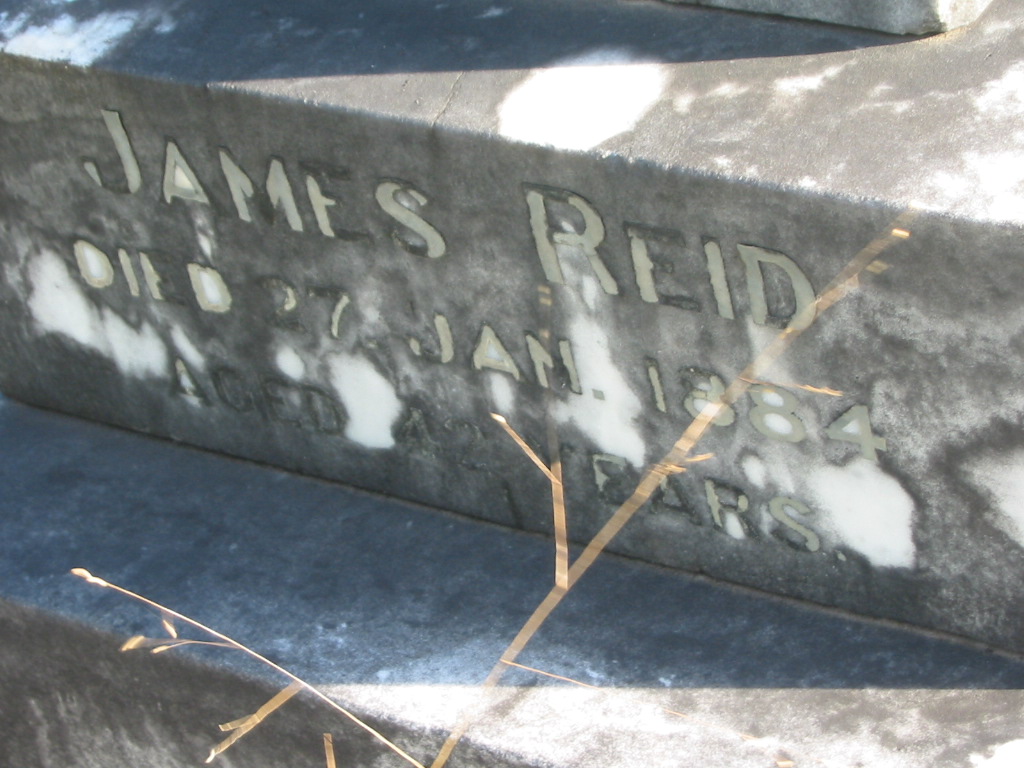 JAMES REID
DIED 27 JAN. 1884
AGED YEARS.